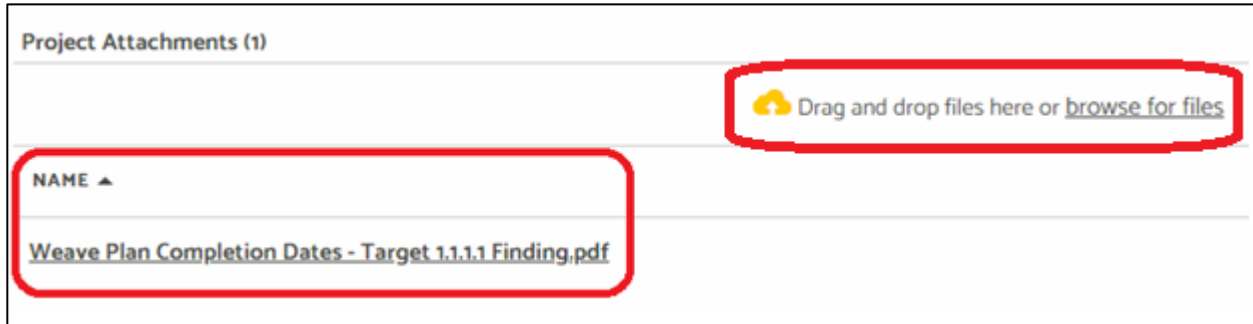 Project Attachments (1)
Drag and drop files here or browse for files
NAME ▲
Weave Plan Completion Dates - Target 1.1.1.1 Finding.pdf